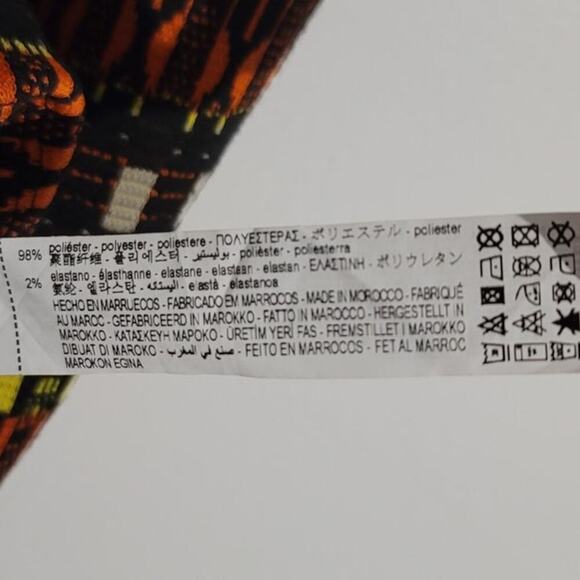 98% poliéster - polyester - poliestere - ΠΟΛΥΕΣΤΕΡΑΣ - ポリエステル - poliester
聚酯纤维 - 폴리에스터 - بوليستير - polièster - poliesterra
2% elastano - élasthanne - elastane - elastaan - elastan - ΕΛΑΣΤΙΝΗ - ポリウレタン
氨纶 - 엘라스탄 - اليستكه - elastà - elastanoa
HECHO EN MARRUECOS - FABRICADO EM MARROCOS - MADE IN MOROCCO - FABRIQUÉ
AU MAROC - GEFABRICEERD IN MAROKKO - FATTO IN MAROCCO - HERGESTELLT IN
MAROKKO - ΚΑΤΑΣΚΕΥΗ ΜΑΡΟΚΟ - ÜRETİM YERİ FAS - FREMSTILLET I MAROKKO
DIBUAT DI MAROKO - صنع في المغرب - FEITO EN MARROCOS - FET AL MARROC
MAROKON EGINA